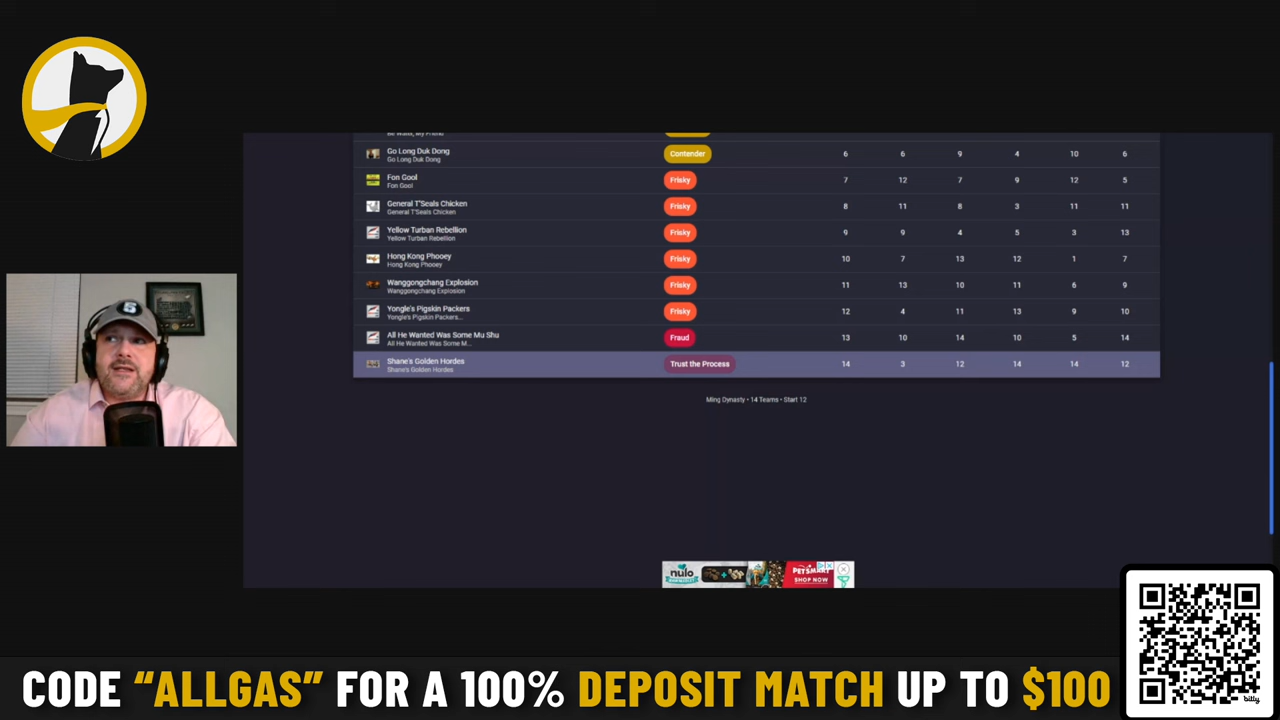 Be Water, My Friend
Go Long Duk Dong
Go Long Duk Dong
Contender 6 6 9 4 10 6
Fon Gool
Fon Gool
Frisky 7 12 7 9 12 5
General T'Seals Chicken
General T'Seals Chicken
Frisky 8 11 8 3 11 11
Yellow Turban Rebellion
Yellow Turban Rebellion
Frisky 9 9 4 5 3 13
Hong Kong Phooey
Hong Kong Phooey
Frisky 10 7 13 12 1 7
Wanggongchang Explosion
Wanggongchang Explosion
Frisky 11 13 10 11 6 9
Yongle's Pigskin Packers
Yongle's Pigskin Packers...
Frisky 12 4 11 13 9 10
All He Wanted Was Some Mu Shu
All He Wanted Was Some M...
Fraud 13 10 14 10 5 14
Shane's Golden Hordes
Shane's Golden Hordes
Trust the Process 14 3 12 14 14 12
Ming Dynasty • 14 Teams • Start 12
5
nulo
PETSMART
SHOP NOW
CODE "ALLGAS" FOR A 100% DEPOSIT MATCH UP TO $100
bitly